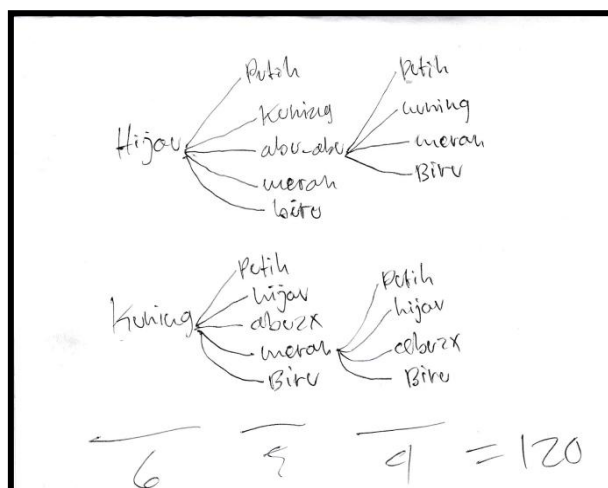 Putih
Kuning
Hijau abu-abu
merah
biru
Putih
kuning
merah
Biru
Kuning
Putih
hijau
abu2x
merah
Biru
Putih
hijau
abu2x
Biru
6 5 4 = 120